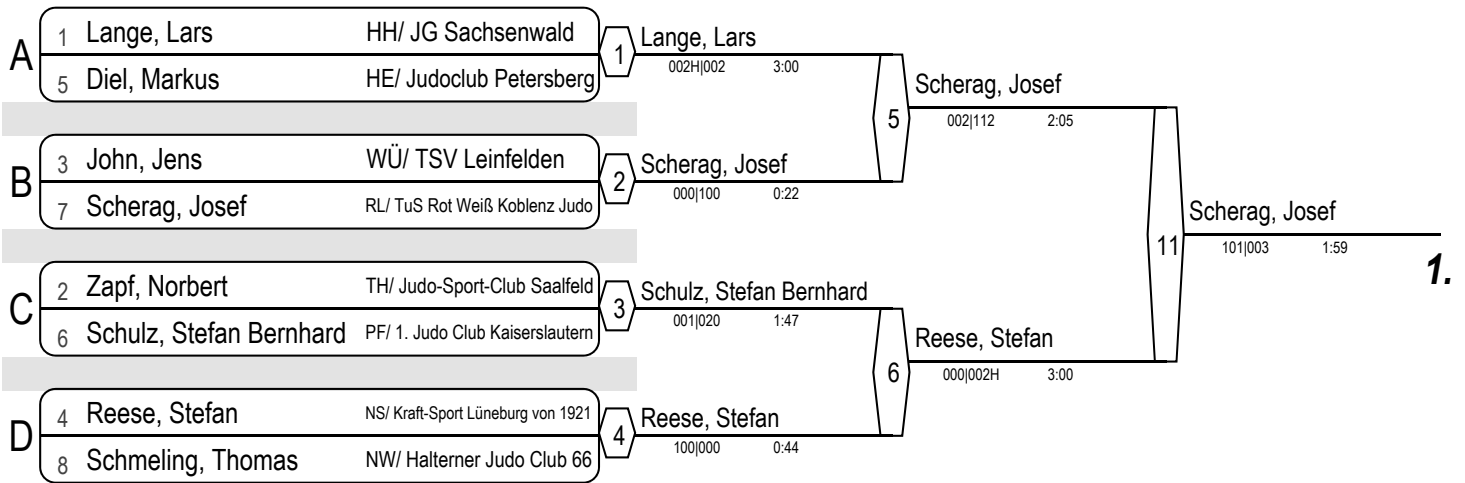 A
1 Lange, Lars HH/ JG Sachsenwald
5 Diel, Markus HE/ Judoclub Petersberg
1
Lange, Lars
002H|002 3:00
B
3 John, Jens WÜ/ TSV Leinfelden
7 Scherag, Josef RL/ TuS Rot Weiß Koblenz Judo
2
Scherag, Josef
000|100 0:22
5
Scherag, Josef
002|112 2:05
C
2 Zapf, Norbert TH/ Judo-Sport-Club Saalfeld
6 Schulz, Stefan Bernhard PF/ 1. Judo Club Kaiserslautern
3
Schulz, Stefan Bernhard
001|020 1:47
D
4 Reese, Stefan NS/ Kraft-Sport Lüneburg von 1921
8 Schmeling, Thomas NW/ Halterner Judo Club 66
4
Reese, Stefan
100|000 0:44
6
Reese, Stefan
000|002H 3:00
11
Scherag, Josef
101|003 1:59
1.